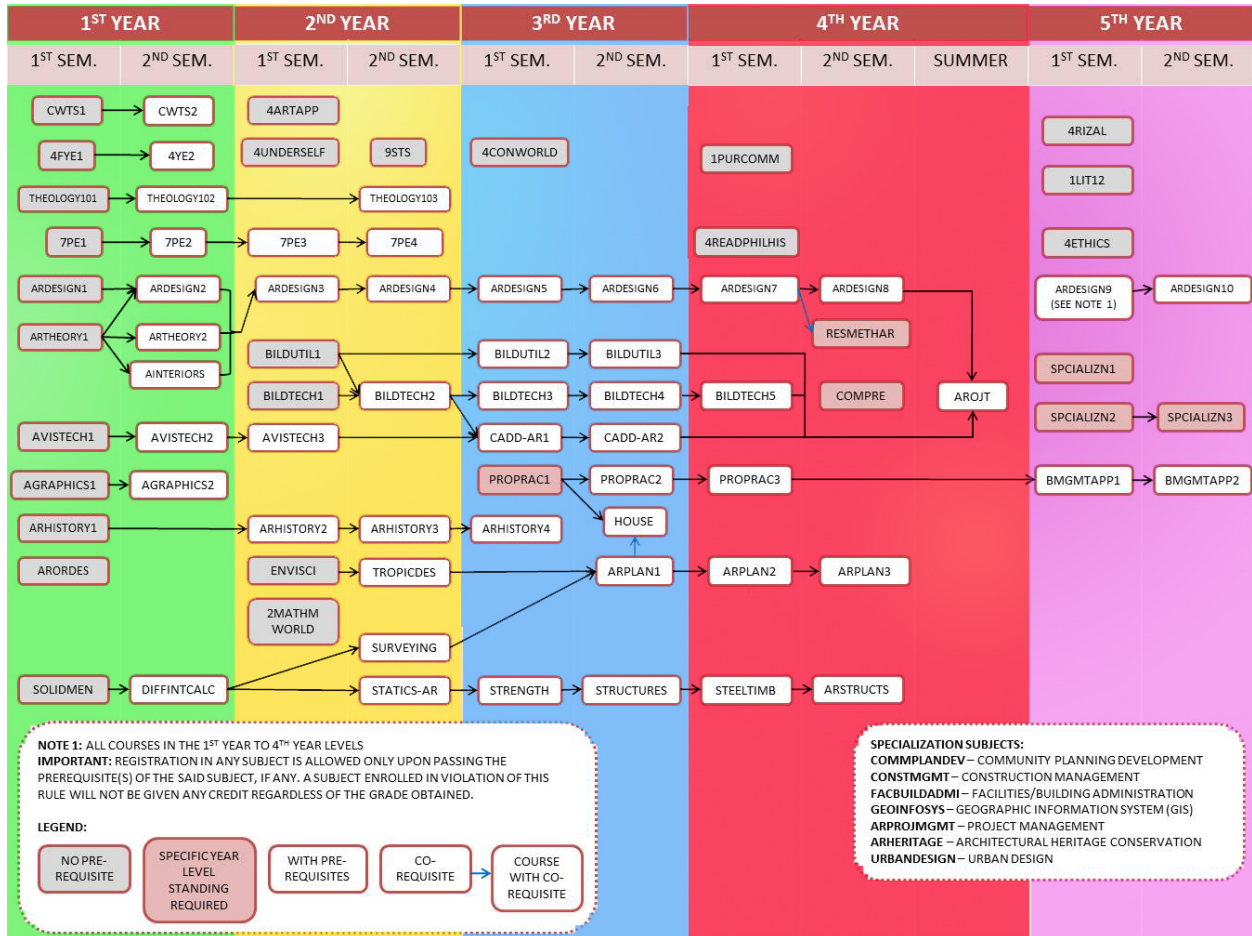 1ST YEAR 2ND YEAR 3RD YEAR 4TH YEAR 5TH YEAR
1ST SEM. 2ND SEM. 1ST SEM. 2ND SEM. 1ST SEM. 2ND SEM. 1ST SEM. 2ND SEM. SUMMER 1ST SEM. 2ND SEM.
CWTS1 CWTS2 4ARTAPP
4RIZAL
4FYE1 4YE2 4UNDERSELF 9STS 4CONWORLD 1PURCOMM
1LIT12
THEOLOGY101 THEOLOGY102 THEOLOGY103
7PE1 7PE2 7PE3 7PE4 4READPHILHIS 4ETHICS
ARDESIGN1 ARDESIGN2 ARDESIGN3 ARDESIGN4 ARDESIGN5 ARDESIGN6 ARDESIGN7 ARDESIGN8 ARDESIGN9 ARDESIGN10
(SEE NOTE 1)
ARTHEORY1 ARTHEORY2 RESMETHAR
BILDUTIL1 BILDUTIL2 BILDUTIL3
AINTERIORS SPCIALIZN1
BILDTECH1 BILDTECH2 BILDTECH3 BILDTECH4 BILDTECH5 COMPRE AROJT
SPCIALIZN2 SPCIALIZN3
AVISTECH1 AVISTECH2 AVISTECH3 CADD-AR1 CADD-AR2
AGRAPHICS1 AGRAPHICS2 PROPRAC1 PROPRAC2 PROPRAC3 BMGMTAPP1 BMGMTAPP2
ARHISTORY1 ARHISTORY2 ARHISTORY3 ARHISTORY4 HOUSE
ARORDES ENVISCI TROPICDES ARPLAN1 ARPLAN2 ARPLAN3
2MATHM
WORLD
SURVEYING
SOLIDMEN DIFFINTCALC STATICS-AR STRENGTH STRUCTURES STEELTIMB ARSTRUCTS
NOTE 1: ALL COURSES IN THE 1ST YEAR TO 4TH YEAR LEVELS
IMPORTANT: REGISTRATION IN ANY SUBJECT IS ALLOWED ONLY UPON PASSING THE
PREREQUISITE(S) OF THE SAID SUBJECT, IF ANY. A SUBJECT ENROLLED IN VIOLATION OF THIS
RULE WILL NOT BE GIVEN ANY CREDIT REGARDLESS OF THE GRADE OBTAINED.
LEGEND:
NO PRE-
REQUISITE
SPECIFIC YEAR
LEVEL
STANDING
REQUIRED
WITH PRE-
REQUISITES
CO-
REQUISITE
COURSE
WITH CO-
REQUISITE
SPECIALIZATION SUBJECTS:
COMMPLANDEV – COMMUNITY PLANNING DEVELOPMENT
CONSTMGMT – CONSTRUCTION MANAGEMENT
FACBUILDADMI – FACILITIES/BUILDING ADMINISTRATION
GEOINFOSYS – GEOGRAPHIC INFORMATION SYSTEM (GIS)
ARPROJMGMT – PROJECT MANAGEMENT
ARHERITAGE – ARCHITECTURAL HERITAGE CONSERVATION
URBANDESIGN – URBAN DESIGN